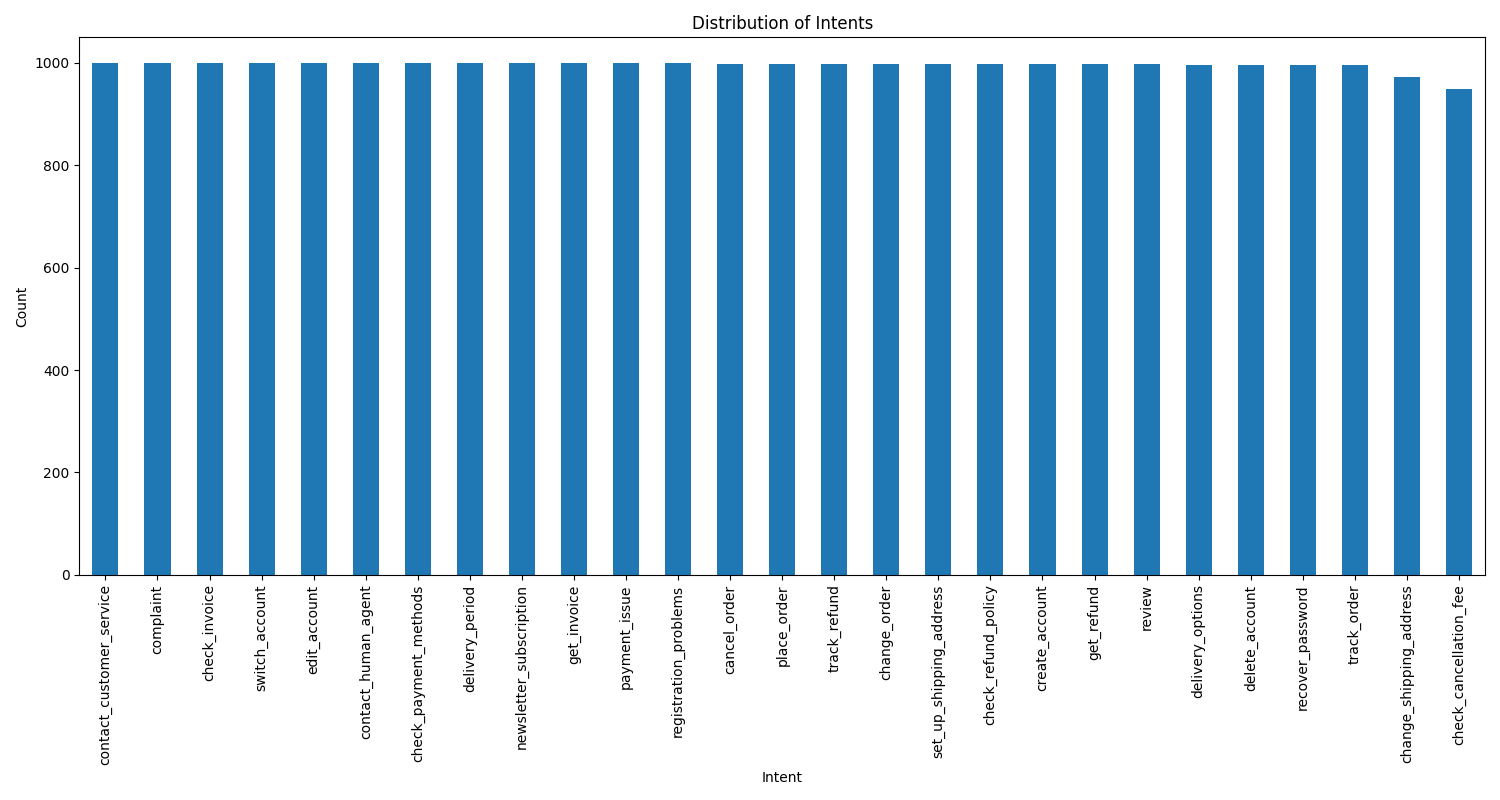 Distribution of Intents
Count
1000
800
600
400
200
0
contact_customer_service
complaint
check_invoice
switch_account
edit_account
contact_human_agent
check_payment_methods
delivery_period
newsletter_subscription
get_invoice
payment_issue
registration_problems
cancel_order
place_order
track_refund
change_order
set_up_shipping_address
check_refund_policy
create_account
get_refund
review
delivery_options
delete_account
recover_password
track_order
change_shipping_address
check_cancellation_fee
Intent